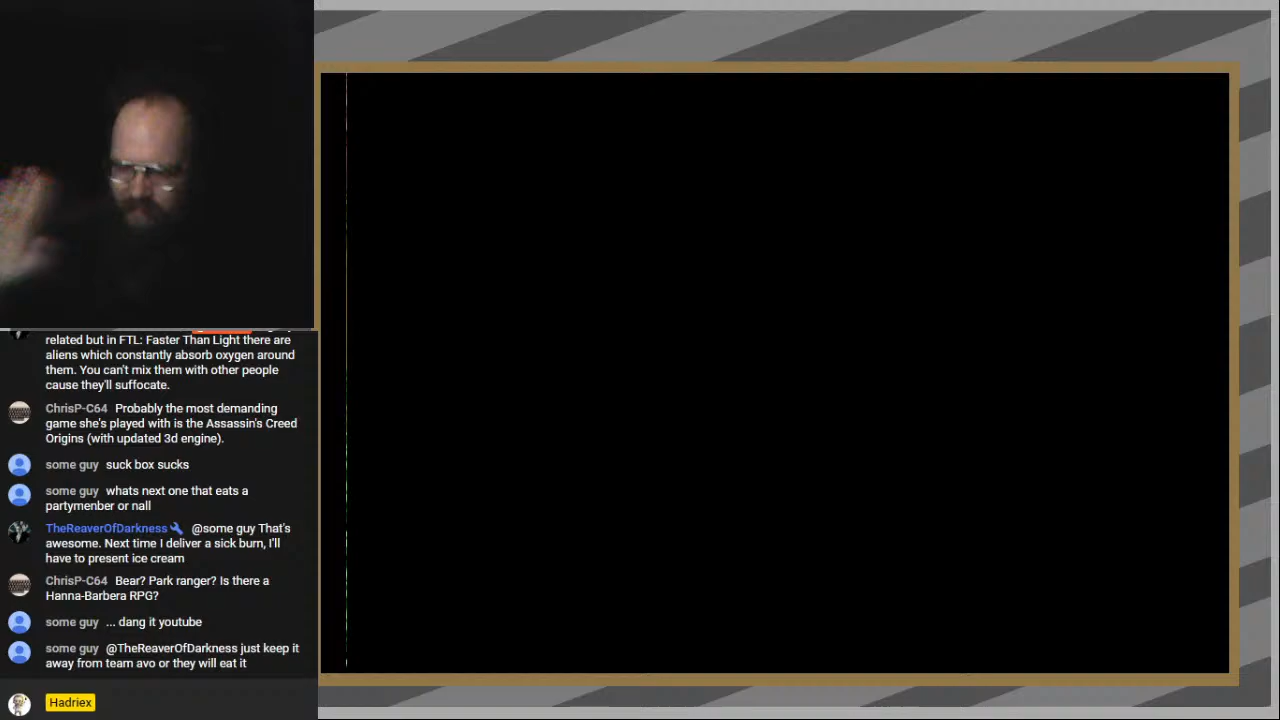 related but in FTL: Faster Than Light there are
aliens which constantly absorb oxygen around
them. You can't mix them with other people
cause they'll suffocate.
ChrisP-C64 Probably the most demanding
game she's played with is the Assassin's Creed
Origins (with updated 3d engine).
some guy suck box sucks
some guy whats next one that eats a
partymenber or nall
TheReaverOfDarkness @some guy That's
awesome. Next time I deliver a sick burn, I'll
have to present ice cream
ChrisP-C64 Bear? Park ranger? Is there a
Hanna-Barbera RPG?
some guy ... dang it youtube
some guy @TheReaverOfDarkness just keep it
away from team avo or they will eat it
Hadriex